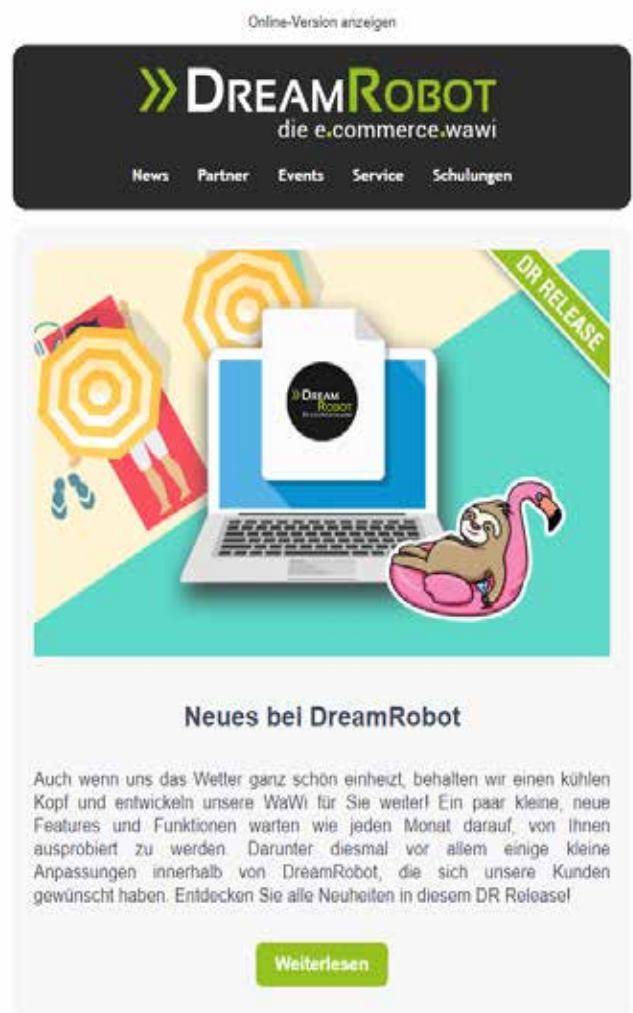 Online-Version anzeigen
»DREAMROBOT
die e.commerce.wawi
News Partner Events Service Schulungen
DR RELEASE
»DREAM
ROBOT
Neues bei DreamRobot
Auch wenn uns das Wetter ganz schön einheizt, behalten wir einen kühlen
Kopf und entwickeln unsere WaWi für Sie weiter! Ein paar kleine, neue
Features und Funktionen warten wie jeden Monat darauf, von Ihnen
ausprobiert zu werden. Darunter diesmal vor allem einige kleine
Anpassungen innerhalb von DreamRobot, die sich unsere Kunden
gewünscht haben. Entdecken Sie alle Neuheiten in diesem DR Release!
Weiterlesen